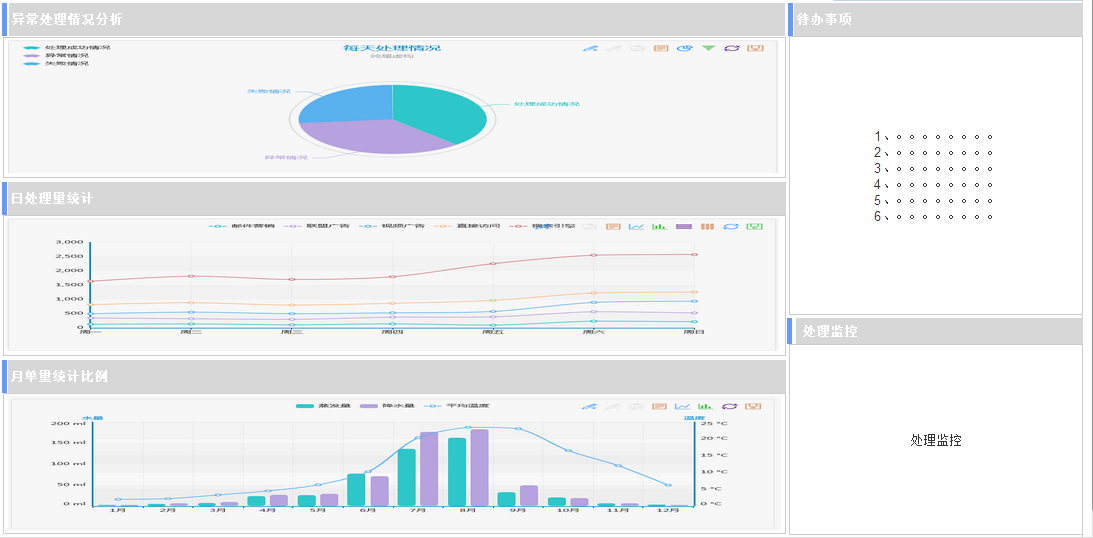 异常处理情况分析
处理成功情况
异常情况
失败情况
每天处理情况
纯属虚构
失败情况
处理成功情况
异常情况
日处理量统计
邮件营销 联盟广告 视频广告 直接访问 搜索引擎
3,000
2,500
2,000
1,500
1,000
500
0
周一 周二 周三 周四 周五 周六 周日
月单量统计比例
蒸发量 降水量 平均温度
水量 温度
200 ml 25 °C
150 ml 20 °C
100 ml 15 °C
50 ml 10 °C
0 ml 5 °C
0 °C
1月 2月 3月 4月 5月 6月 7月 8月 9月 10月 11月 12月
待办事项
1、。。。。。。。。
2、。。。。。。。。
3、。。。。。。。。
4、。。。。。。。。
5、。。。。。。。。
6、。。。。。。。。
处理监控
处理监控